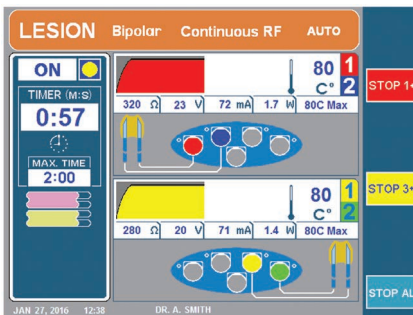 LESION Bipolar Continuous RF AUTO
ON
TIMER (M:S)
0:57
MAX. TIME
2:00
80 1
C° 2
320 Ω 23 V 72 mA 1.7 W 80C Max
80 1
C° 2
280 Ω 20 V 71 mA 1.4 W 80C Max
STOP 1+
STOP 3+
STOP AL
JAN 27, 2016 12:38 DR. A. SMITH